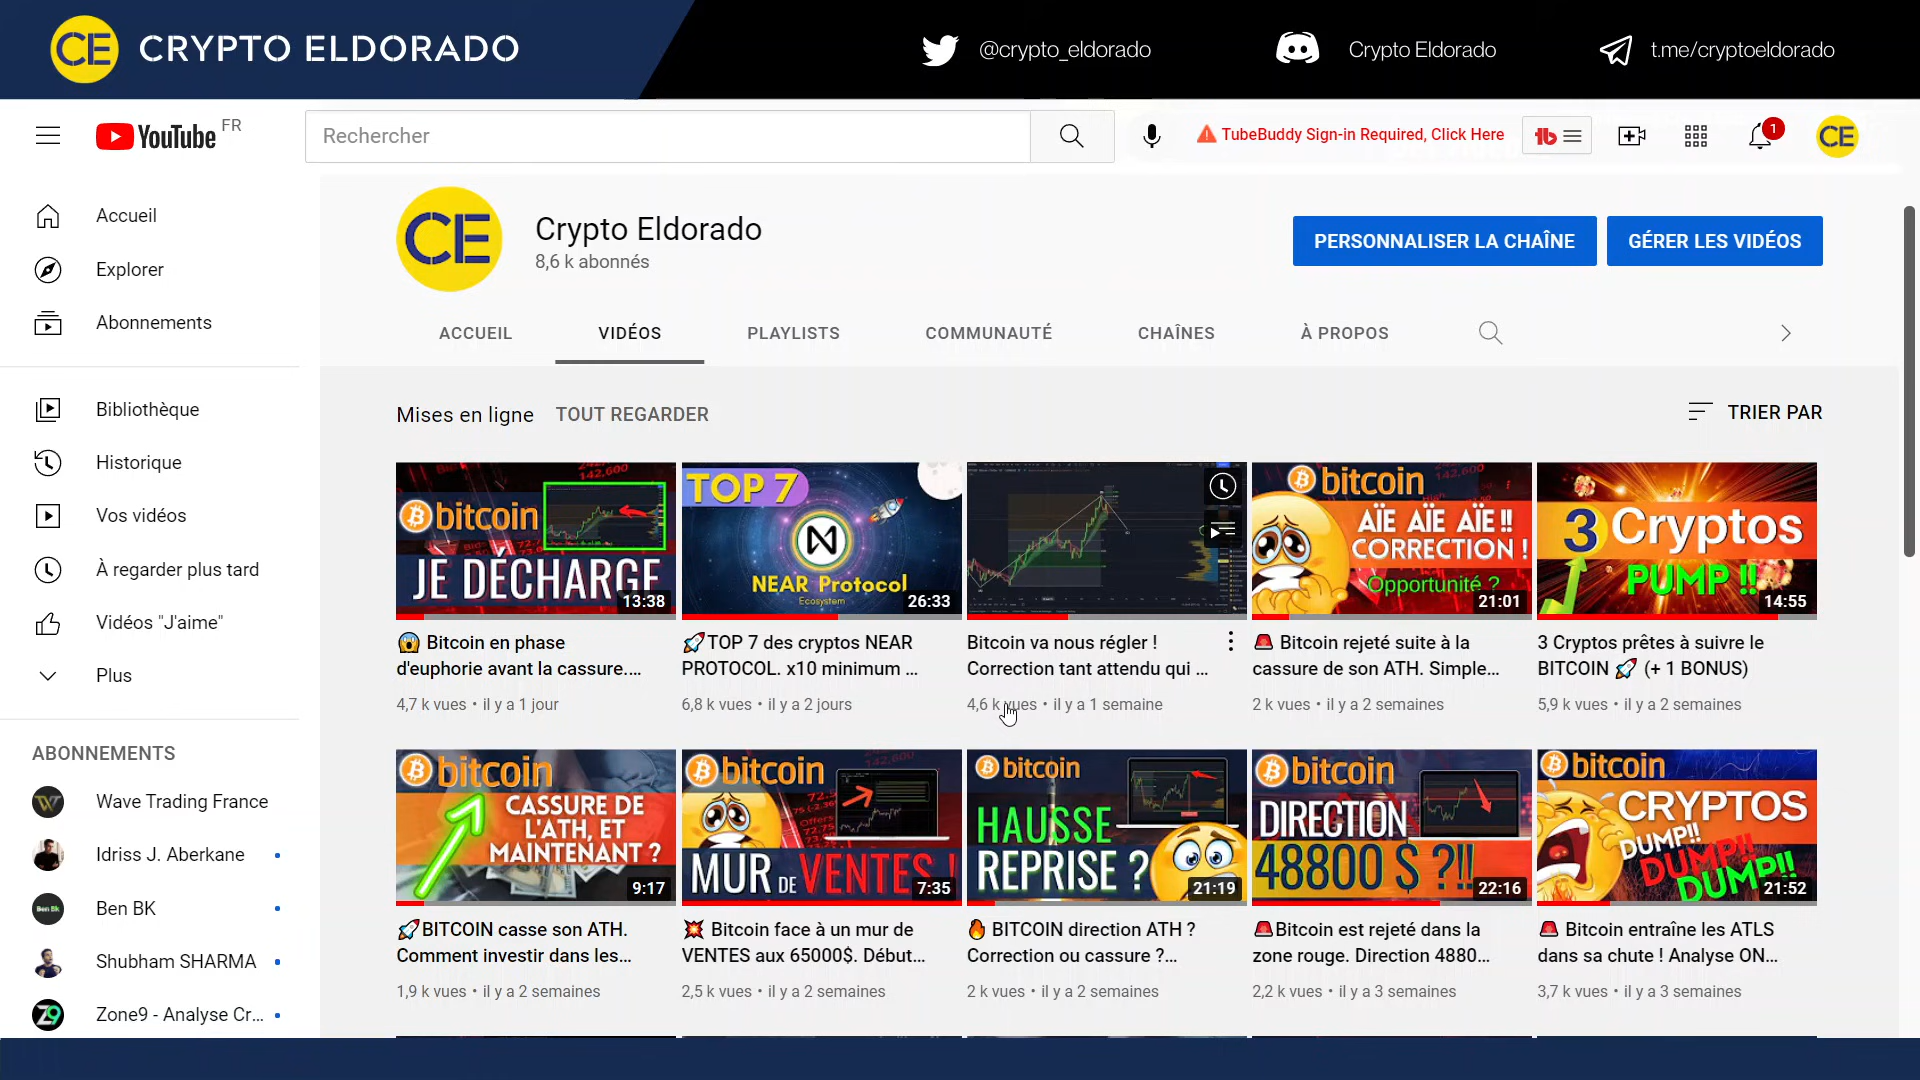 CE CRYPTO ELDORADO
@crypto_eldorado
Crypto Eldorado
t.me/cryptoeldorado
YouTube FR
Rechercher
TubeBuddy Sign-in Required, Click Here
tb
1
CE
Accueil
Explorer
Abonnements
Bibliothèque
Historique
Vos vidéos
À regarder plus tard
Vidéos "J'aime"
Plus
ABONNEMENTS
Wave Trading France
Idriss J. Aberkane
Ben BK
Shubham SHARMA
Zone9 - Analyse Cr...
CE
Crypto Eldorado
8,6 k abonnés
PERSONNALISER LA CHAÎNE
GÉRER LES VIDÉOS
ACCUEIL
VIDÉOS
PLAYLISTS
COMMUNAUTÉ
CHAÎNES
À PROPOS
Mises en ligne
TOUT REGARDER
TRIER PAR
bitcoin
JE DÉCHARGE
13:38
😱 Bitcoin en phase
d'euphorie avant la cassure....
4,7 k vues • il y a 1 jour
TOP 7
NEAR Protocol
Ecosystem
26:33
🚀TOP 7 des cryptos NEAR
PROTOCOL. x10 minimum ...
6,8 k vues • il y a 2 jours
Bitcoin va nous régler !
Correction tant attendu qui ...
4,6 k vues • il y a 1 semaine
bitcoin
AÏE AÏE AÏE !!
CORRECTION !
Opportunité ?
21:01
🚨 Bitcoin rejeté suite à la
cassure de son ATH. Simple...
2 k vues • il y a 2 semaines
3 Cryptos
PUMP !!
14:55
3 Cryptos prêtes à suivre le
BITCOIN 🚀 (+ 1 BONUS)
5,9 k vues • il y a 2 semaines
bitcoin
CASSURE DE
L'ATH, ET
MAINTENANT ?
9:17
🚀BITCOIN casse son ATH.
Comment investir dans les...
1,9 k vues • il y a 2 semaines
bitcoin
MUR DE VENTES !
7:35
💥 Bitcoin face à un mur de
VENTES aux 65000$. Début...
2,5 k vues • il y a 2 semaines
bitcoin
HAUSSE
REPRISE ?
21:19
🔥 BITCOIN direction ATH ?
Correction ou cassure ?...
2 k vues • il y a 2 semaines
bitcoin
DIRECTION
48800 $ ?!!
22:16
🚨Bitcoin est rejeté dans la
zone rouge. Direction 4880...
2,2 k vues • il y a 3 semaines
bitcoin
CRYPTOS
DUMP!!
DUMP!!
DUMP!!
21:52
🚨 Bitcoin entraîne les ATLS
dans sa chute ! Analyse ON...
3,7 k vues • il y a 3 semaines